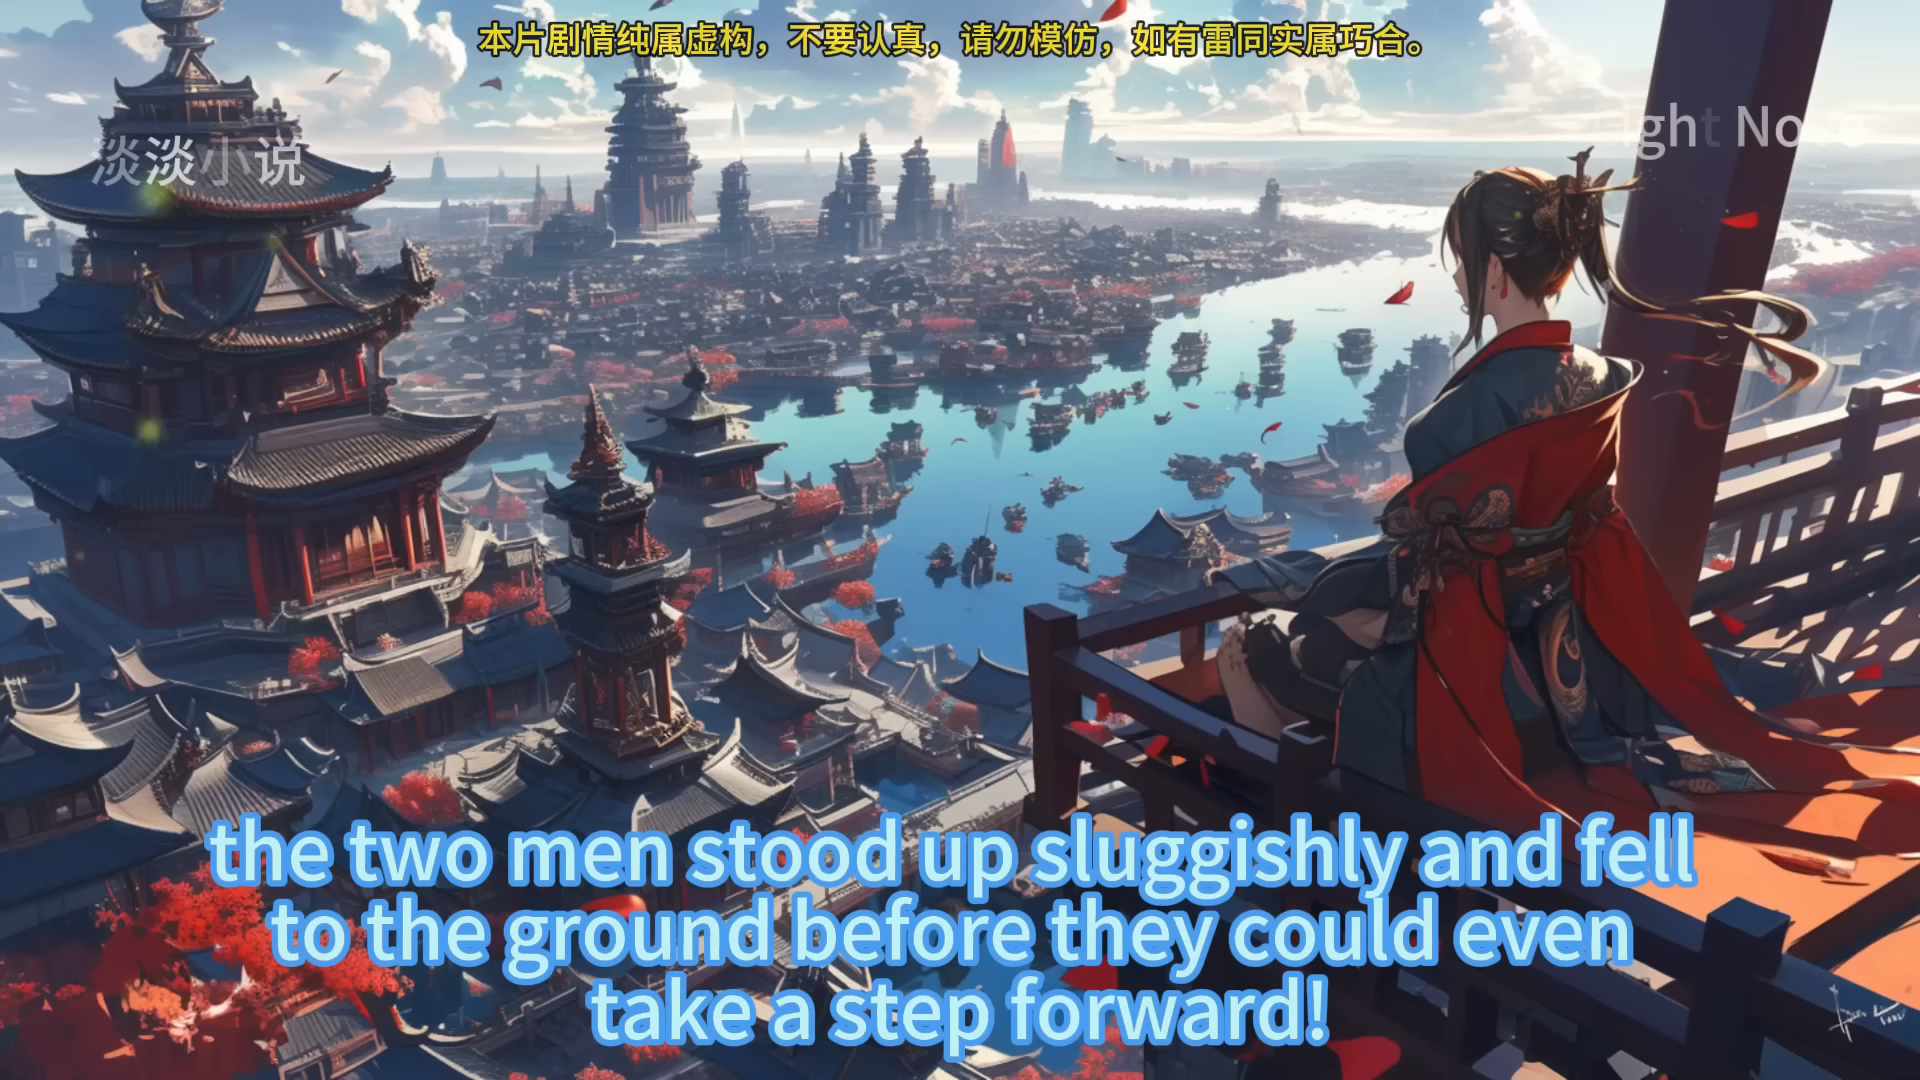 本片剧情纯属虚构，不要认真，请勿模仿，如有雷同实属巧合。
淡淡小说
Light Novel
the two men stood up sluggishly and fell
to the ground before they could even
take a step forward!